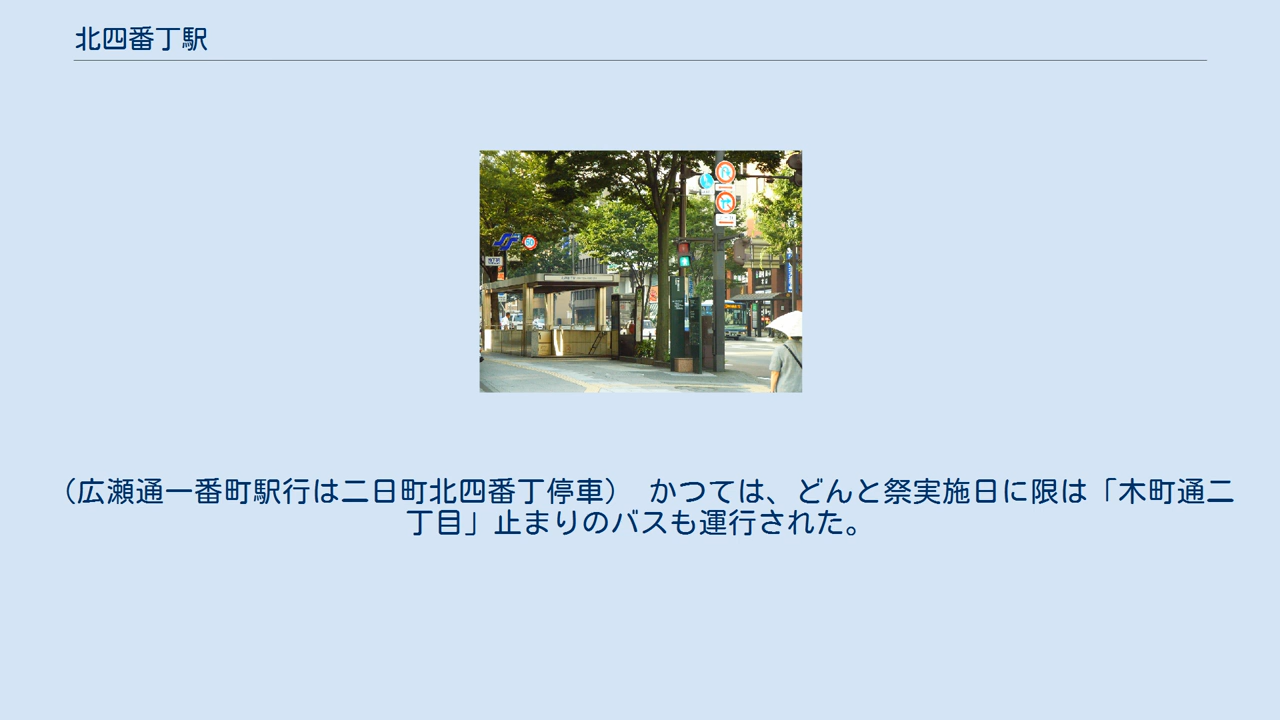 北四番丁駅
（広瀬通一番町駅行は二日町北四番丁停車）　かつては、どんと祭実施日に限は「木町通二
丁目」止まりのバスも運行された。